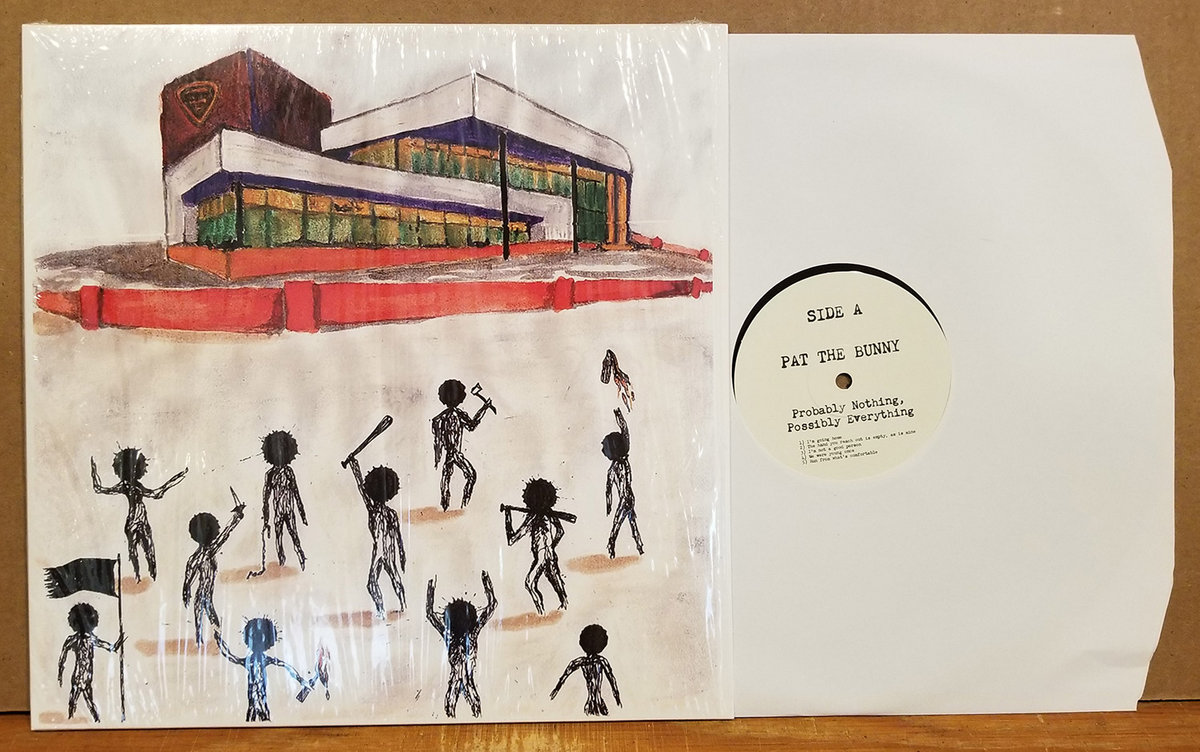 SIDE A
PAT THE BUNNY
Probably Nothing,
Possibly Everything
1) I'm going home
2) The hand you reach out is empty, as is mine
3) I'm not a good person
4) We were young once
5) Run from what's comfortable